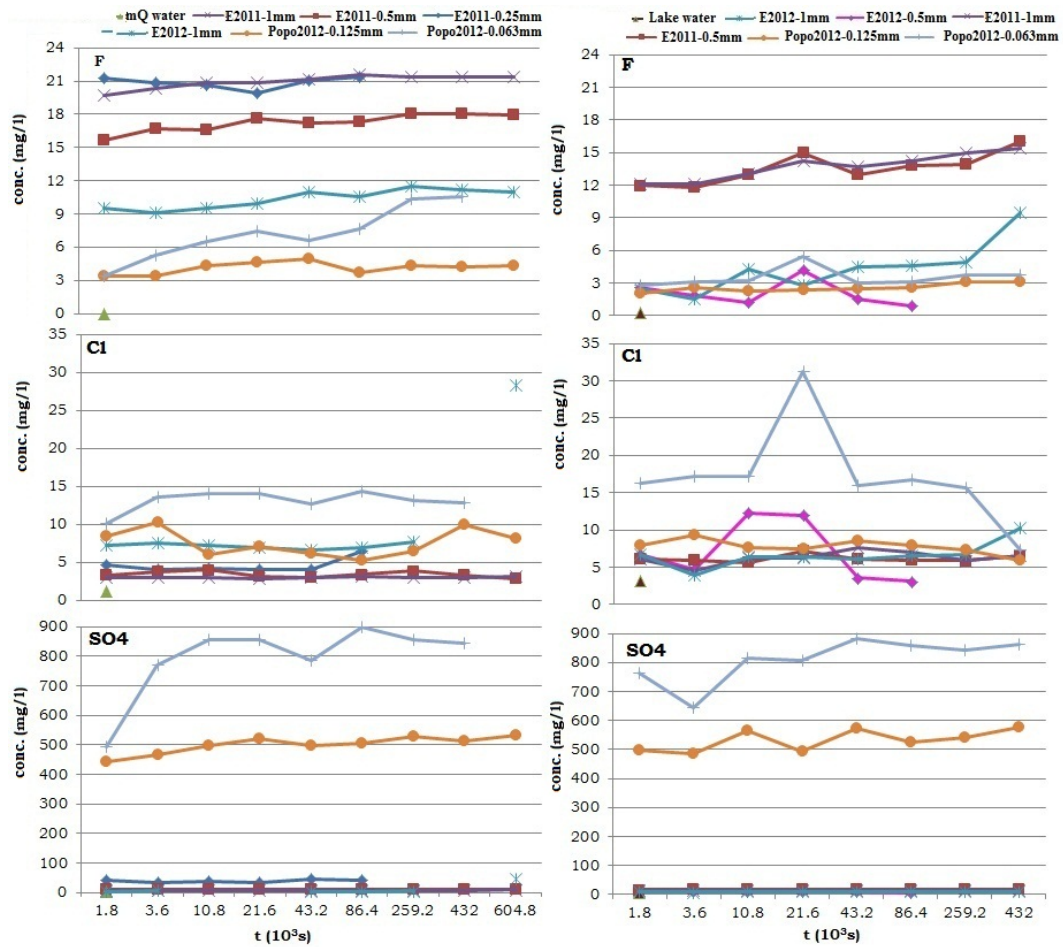 mQ water E2011-1mm E2011-0.5mm E2011-0.25mm
E2012-1mm Popo2012-0.125mm Popo2012-0.063mm
24
21
18
15
12
9
6
3
0
conc. (mg/l)
F
35
30
25
20
15
10
5
0
conc. (mg/l)
Cl
900
800
700
600
500
400
300
200
100
0
conc. (mg/l)
SO4
1.8 3.6 10.8 21.6 43.2 86.4 259.2 432 604.8
t (10³s)
Lake water E2012-1mm E2012-0.5mm E2011-1mm
E2011-0.5mm Popo2012-0.125mm Popo2012-0.063mm
24
21
18
15
12
9
6
3
0
conc. (mg/l)
F
35
30
25
20
15
10
5
0
conc. (mg/l)
Cl
900
800
700
600
500
400
300
200
100
0
conc. (mg/l)
SO4
1.8 3.6 10.8 21.6 43.2 86.4 259.2 432
t (10³s)